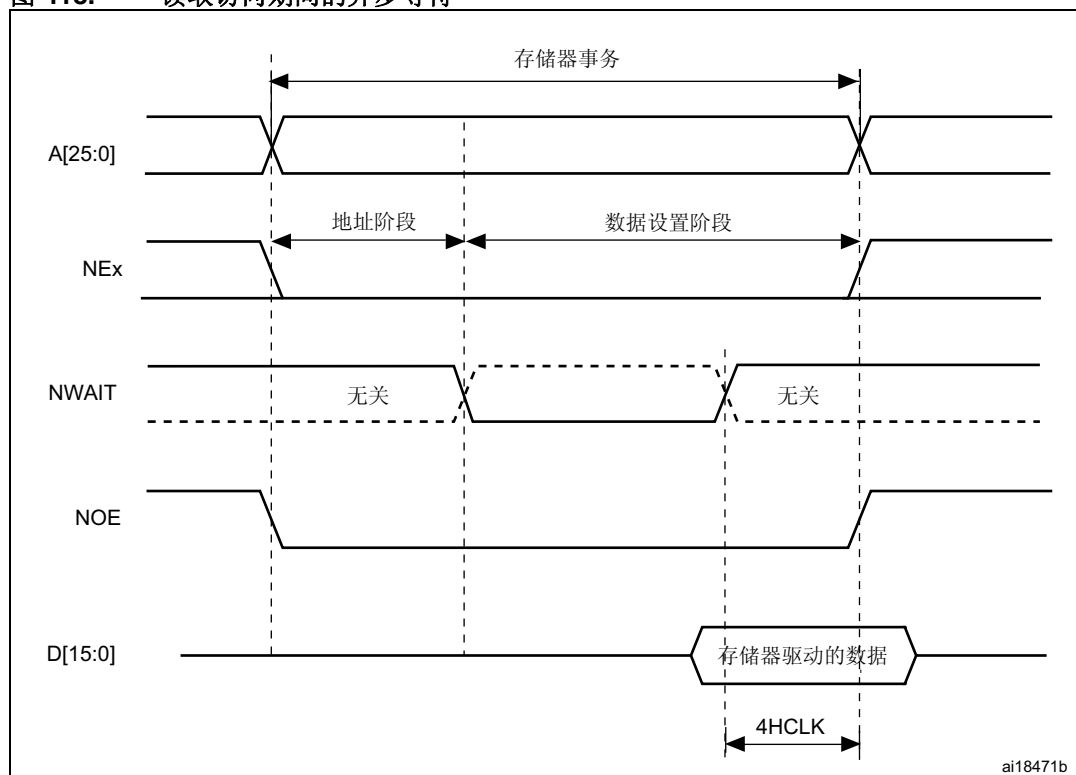 存储器事务
A[25:0]
地址阶段
数据设置阶段
NEx
NWAIT
无关
无关
NOE
D[15:0]
存储器驱动的数据
4HCLK
ai18471b